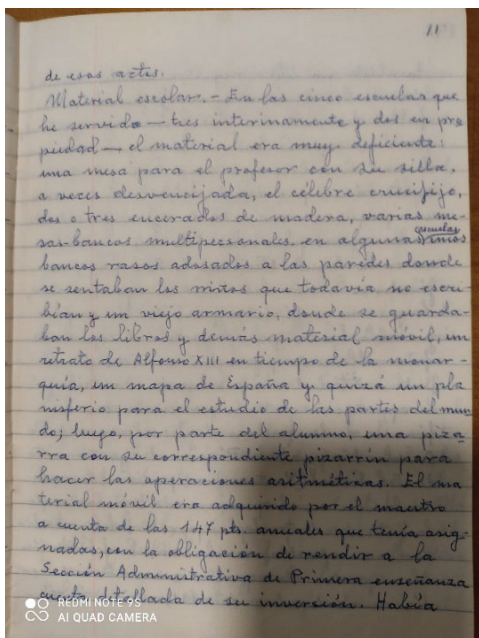 11
de esos actos.
Material escolar. - En las cinco escuelas que
he servido - tres interinamente y dos en pro
piedad - el material era muy deficiente:
una mesa para el profesor con su silla,
a veces desvencijada, el célebre crucifijo,
dos o tres encerados de madera, varias me-
sas-bancos multipersonales, en algunas escuelas unos
bancos rasos adosados a las paredes donde
se sentaban los niños que todavía no escri-
bían y un viejo armario, donde se guarda-
ban los libros y demás material móvil, un
retrato de Alfonso XIII en tiempo de la monar-
quía, un mapa de España y quizá un pla
nisferio para el estudio de las partes del mun
do; luego, por parte del alumno, una piza
rra con su correspondiente pizarrín para
hacer las operaciones aritméticas. El ma
terial móvil era adquirido por el maestro
a cuenta de las 147 pts. anuales que tenía asig-
nadas, con la obligación de rendir a la
Sección Administrativa de Primera enseñanza
cuenta detallada de su inversión. Había
REDMI NOTE 9S
AI QUAD CAMERA